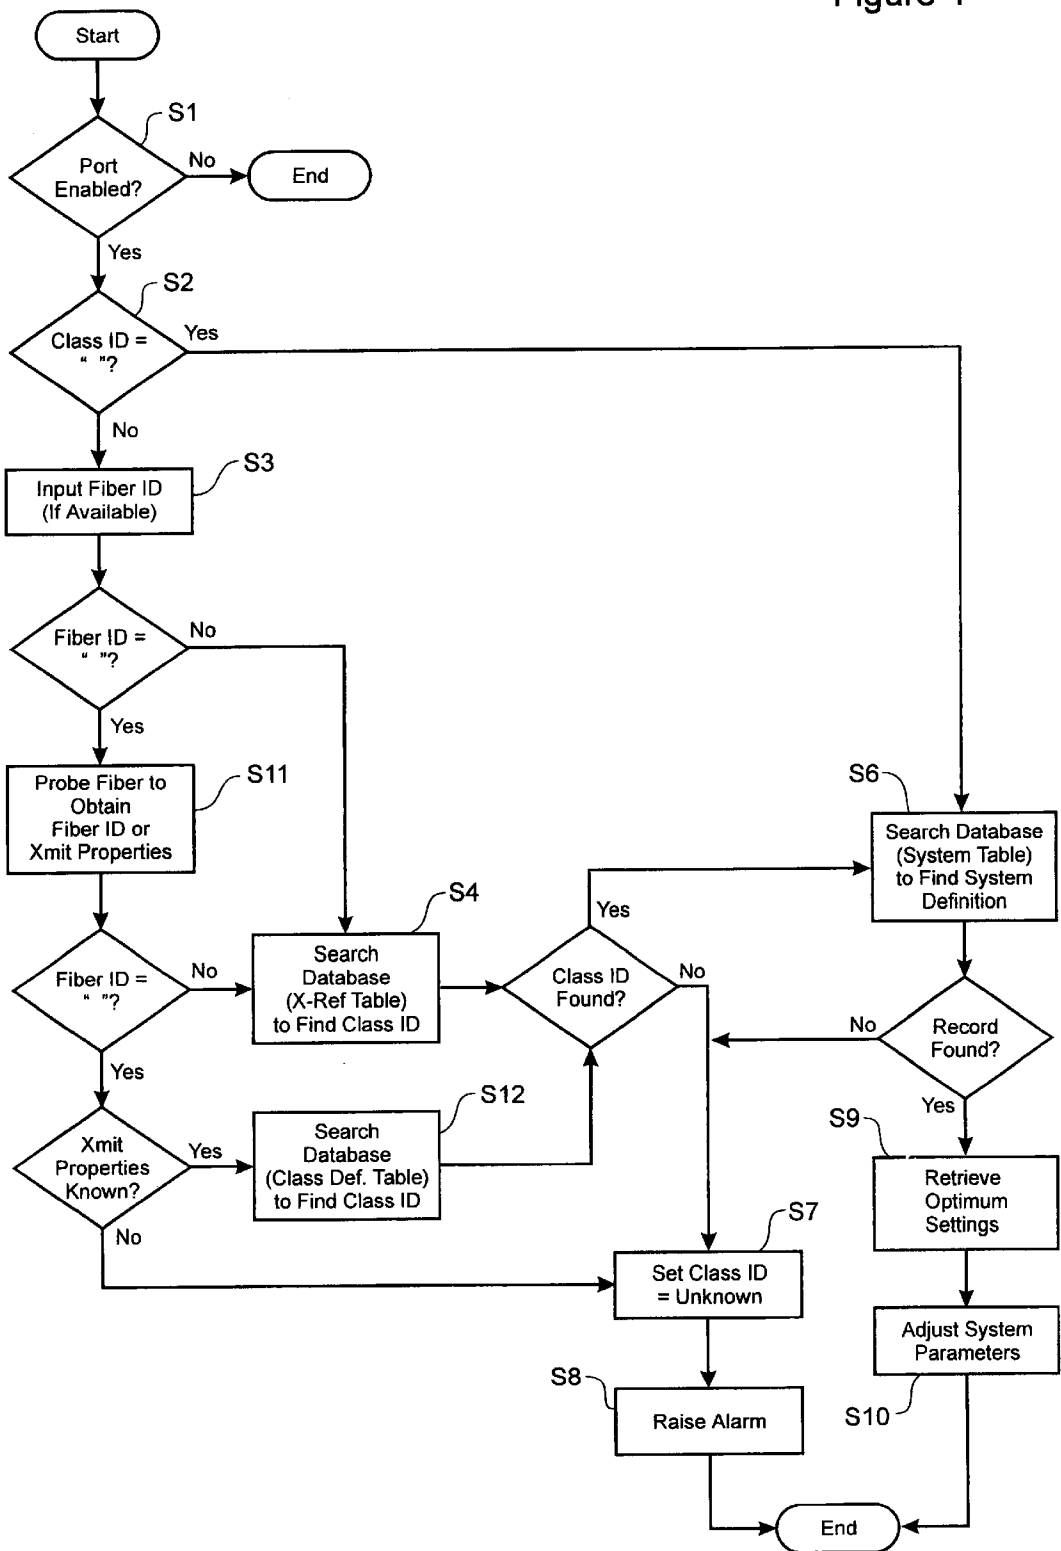 Start
S1
Port
Enabled?
No
End
Yes
S2
Class ID =
“ ”?
Yes
No
S3
Input Fiber ID
(If Available)
Fiber ID =
“ ”?
No
Yes
S11
Probe Fiber to
Obtain
Fiber ID or
Xmit Properties
S6
Search Database
(System Table)
to Find System
Definition
S4
Yes
Fiber ID =
“ ”?
No
Search
Database
(X-Ref Table)
to Find Class ID
Class ID
Found?
No
No
Record
Found?
Yes
Yes
S12
Xmit
Properties
Known?
Yes
Search
Database
(Class Def. Table)
to Find Class ID
S9
Retrieve
Optimum
Settings
No
S7
Set Class ID
= Unknown
Adjust System
Parameters
S8
Raise Alarm
S10
End